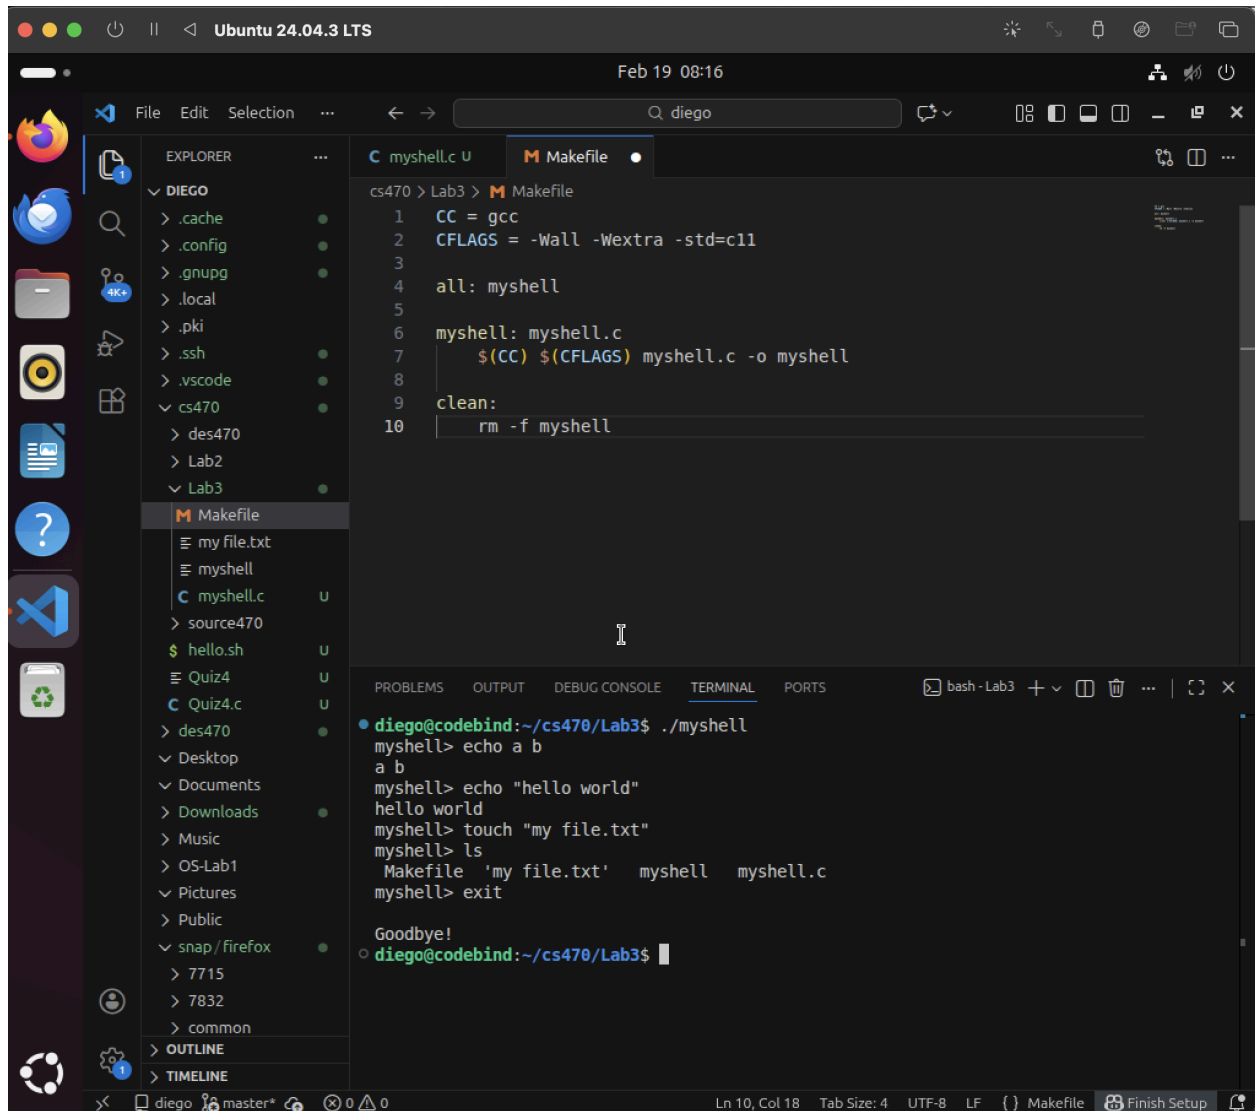 Ubuntu 24.04.3 LTS
Feb 19 08:16
File Edit Selection ···
diego
EXPLORER ···
DIEGO
.cache
.config
.gnupg
.local
.pki
.ssh
.vscode
cs470
des470
Lab2
Lab3
M Makefile
my file.txt
myshell
C myshell.c U
source470
$ hello.sh U
Quiz4 U
C Quiz4.c U
des470
Desktop
Documents
Downloads
Music
OS-Lab1
Pictures
Public
snap/firefox
7715
7832
common
OUTLINE
TIMELINE
1
4K+
1
C myshell.c U M Makefile ●
cs470 > Lab3 > M Makefile
1 CC = gcc
2 CFLAGS = -Wall -Wextra -std=c11
3
4 all: myshell
5
6 myshell: myshell.c
7 $(CC) $(CFLAGS) myshell.c -o myshell
8
9 clean:
10 rm -f myshell
PROBLEMS OUTPUT DEBUG CONSOLE TERMINAL PORTS bash - Lab3
diego@codebind:~/cs470/Lab3$ ./myshell
myshell> echo a b
a b
myshell> echo "hello world"
hello world
myshell> touch "my file.txt"
myshell> ls
Makefile 'my file.txt' myshell myshell.c
myshell> exit
Goodbye!
diego@codebind:~/cs470/Lab3$
diego master* 0 0 Ln 10, Col 18 Tab Size: 4 UTF-8 LF { } Makefile Finish Setup